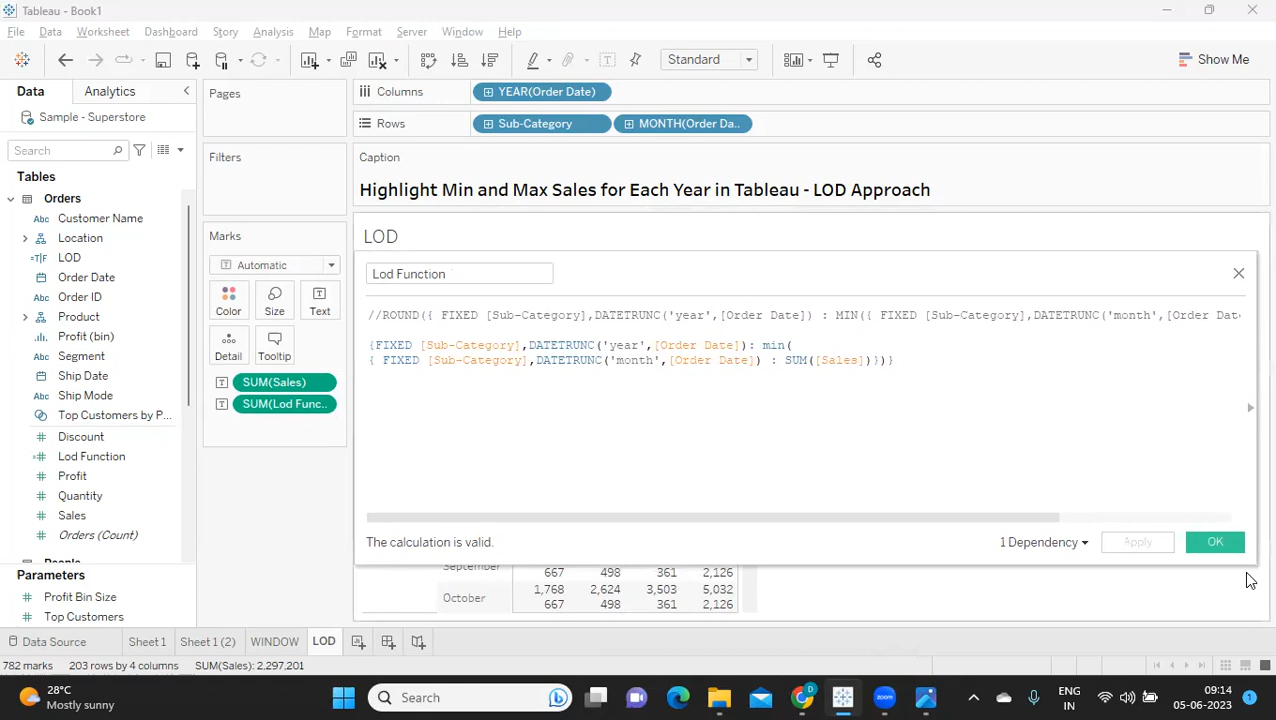 Tableau - Book1
File Data Worksheet Dashboard Story Analysis Map Format Server Window Help
Standard
Show Me
Data Analytics
Sample - Superstore
Search
Tables
Orders
Abc Customer Name
Location
=T|F LOD
Order Date
Abc Order ID
Product
Profit (bin)
Abc Segment
Ship Date
Abc Ship Mode
Top Customers by P...
Discount
Lod Function
Profit
Quantity
Sales
Orders (Count)
People
Parameters
Profit Bin Size
Top Customers
Pages
Filters
Marks
Automatic
Color Size Text
Detail Tooltip
SUM(Sales)
SUM(Lod Func..
Columns YEAR(Order Date)
Rows Sub-Category MONTH(Order Da..
Caption
Highlight Min and Max Sales for Each Year in Tableau - LOD Approach
LOD
Lod Function
//ROUND({ FIXED [Sub-Category],DATETRUNC('year',[Order Date]) : MIN({ FIXED [Sub-Category],DATETRUNC('month',[Order Date
{FIXED [Sub-Category],DATETRUNC('year',[Order Date]): min(
{ FIXED [Sub-Category],DATETRUNC('month',[Order Date]) : SUM([Sales])})}
The calculation is valid.
1 Dependency Apply OK
September
667 498 361 2,126
October
1,768 2,624 3,503 5,032
667 498 361 2,126
Data Source Sheet 1 Sheet 1 (2) WINDOW LOD
782 marks 203 rows by 4 columns SUM(Sales): 2,297,201
28°C
Mostly sunny
Search
ENG
IN
09:14
05-06-2023
1